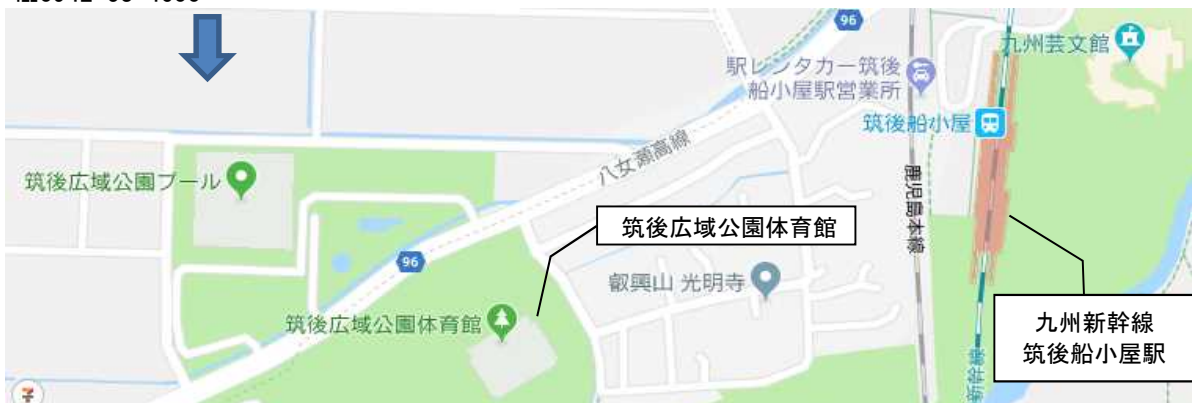 96
九州芸文館
駅レンタカー筑後
船小屋駅営業所
筑後船小屋
八女瀬高線
筑後広域公園プール
鹿児島本線
筑後広域公園体育館
96
叡興山 光明寺
筑後広域公園体育館
九州新幹線
筑後船小屋駅
新幹線